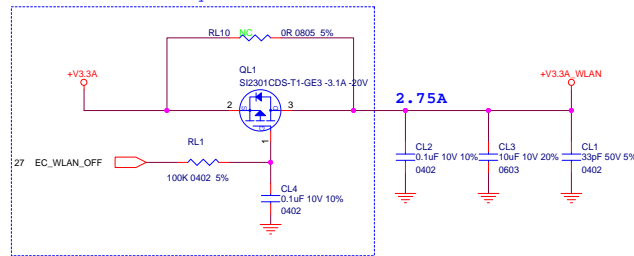 RL10 NC 0R 0805 5%
QL1
+V3.3A
SI2301CDS-T1-GE3 -3.1A -20V
+V3.3A_WLAN
2 S D 3
2.75A
G
1
RL1
27 EC_WLAN_OFF
100K 0402 5%
CL2
0.1uF 10V 10%
0402
CL3
10uF 10V 20%
0603
CL1
33pF 50V 5%
0402
CL4
0.1uF 10V 10%
0402